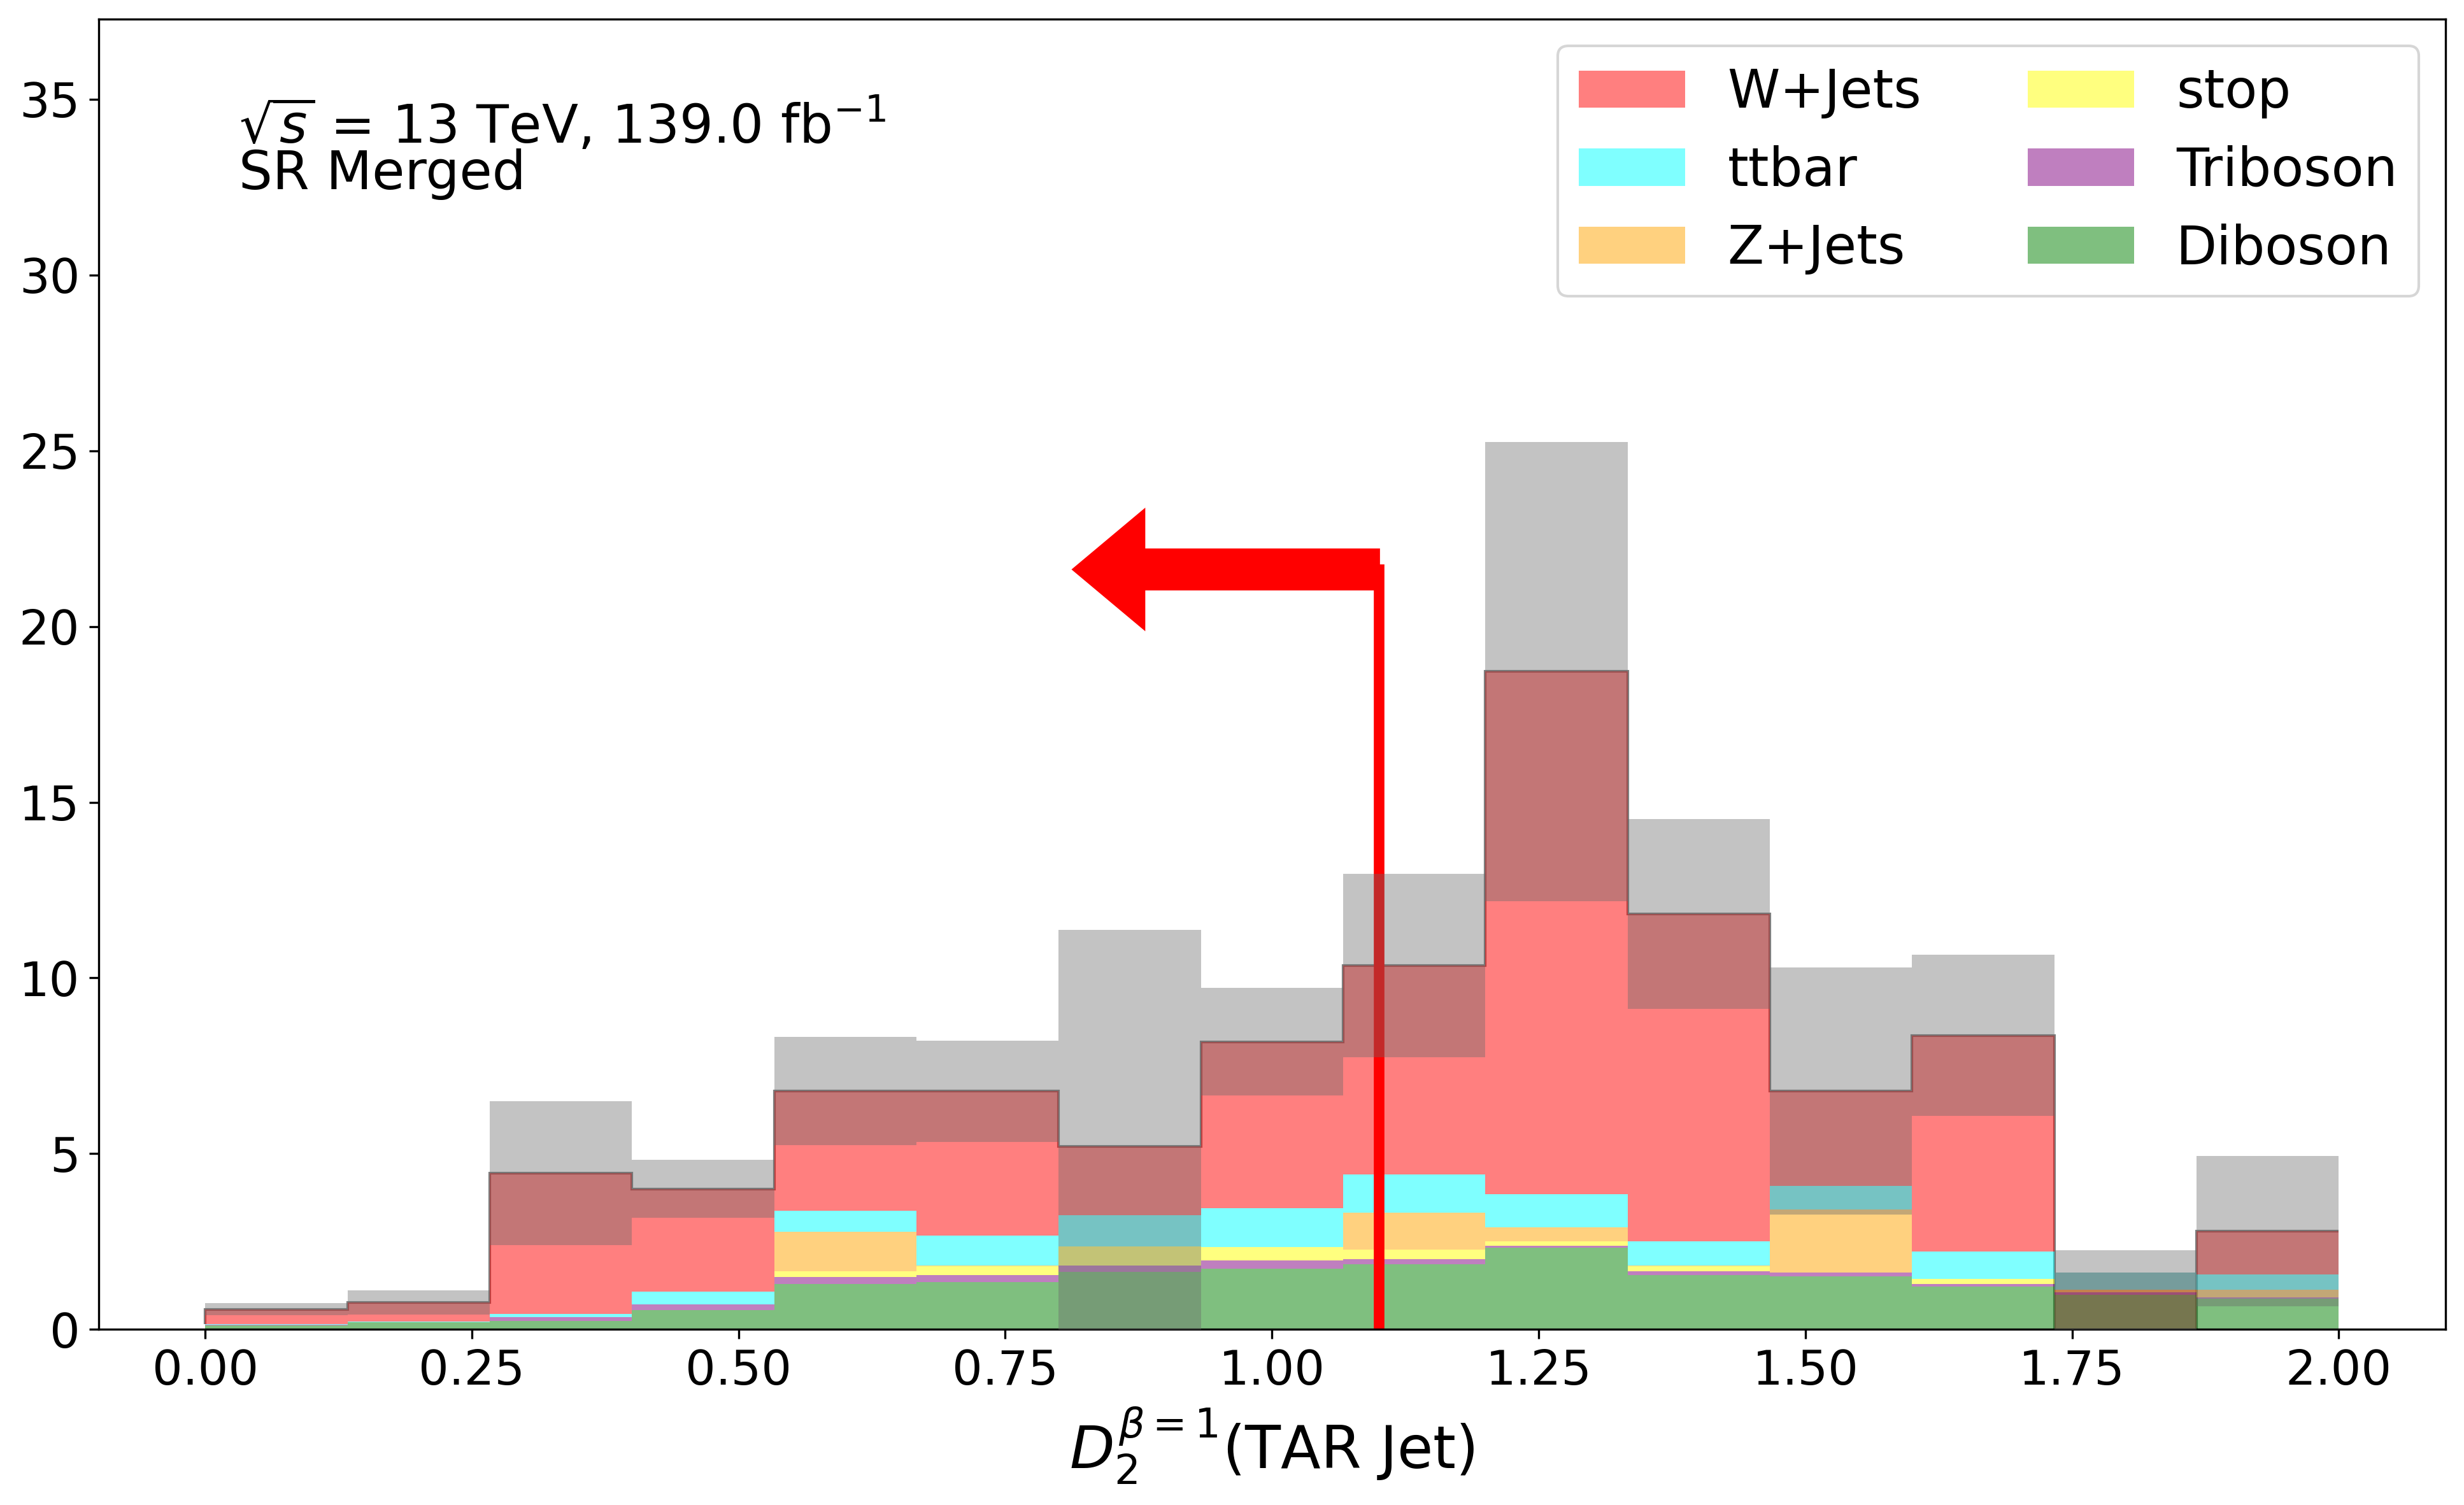 √s = 13 TeV, 139.0 fb⁻¹
SR Merged
W+Jets
ttbar
Z+Jets
stop
Triboson
Diboson
35
30
25
20
15
10
5
0
0.00 0.25 0.50 0.75 1.00 1.25 1.50 1.75 2.00
D₂^{β=1}(TAR Jet)